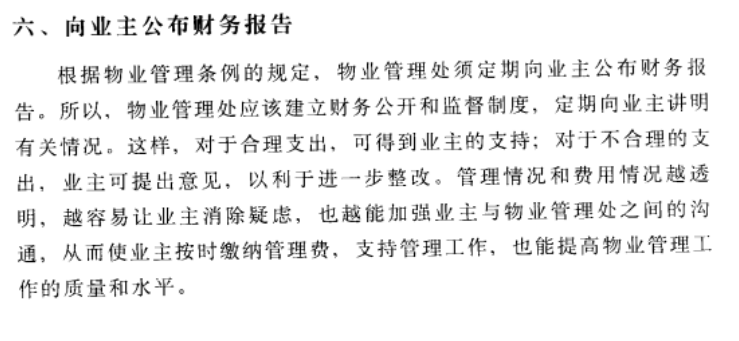 六、向业主公布财务报告
根据物业管理条例的规定，物业管理处须定期向业主公布财务报
告。所以，物业管理处应该建立财务公开和监督制度，定期向业主讲明
有关情况。这样，对于合理支出，可得到业主的支持；对于不合理的支
出，业主可提出意见，以利于进一步整改。管理情况和费用情况越透
明，越容易让业主消除疑虑，也越能加强业主与物业管理处之间的沟
通，从而使业主按时缴纳管理费，支持管理工作，也能提高物业管理工
作的质量和水平。